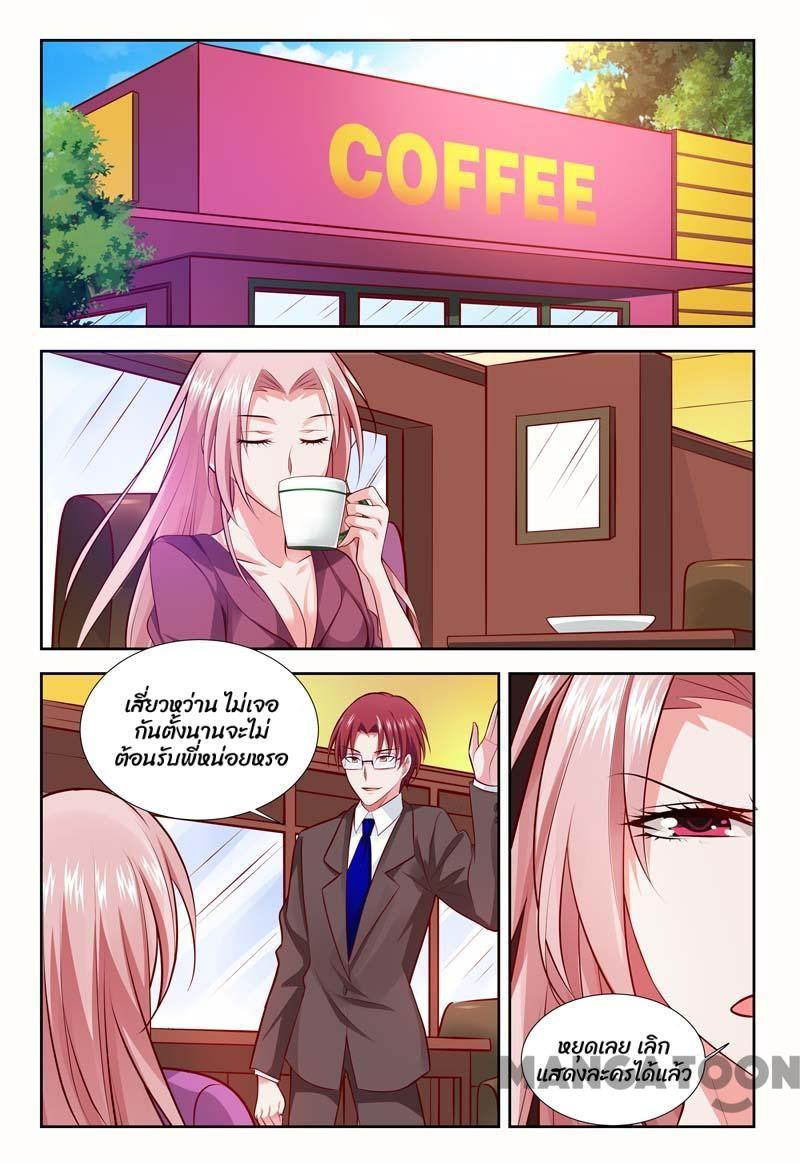 COFFEE
เสี่ยวหว่าน ไม่เจอ
กันตั้งนานจะไม่
ต้อนรับพี่หน่อยหรอ
หยุดเลย เลิก
แสดงละครได้แล้ว
MANGATOON